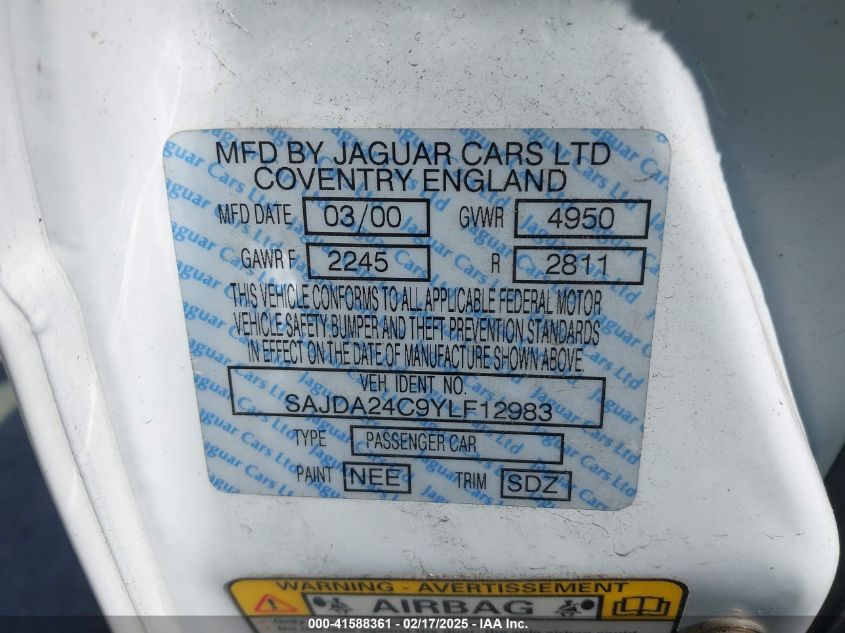 MFD BY JAGUAR CARS LTD
COVENTRY ENGLAND
MFD DATE 03/00 GVWR 4950
GAWR F 2245 R 2811
THIS VEHICLE CONFORMS TO ALL APPLICABLE FEDERAL MOTOR
VEHICLE SAFETY BUMPER AND THEFT PREVENTION STANDARDS
IN EFFECT ON THE DATE OF MANUFACTURE SHOWN ABOVE.
VEH IDENT NO.
SAJDA24C9YLF12983
TYPE PASSENGER CAR
PAINT NEE TRIM SDZ
WARNING - AVERTISSEMENT
AIRBAG
000-41588361 - 02/17/2025 - IAA Inc.